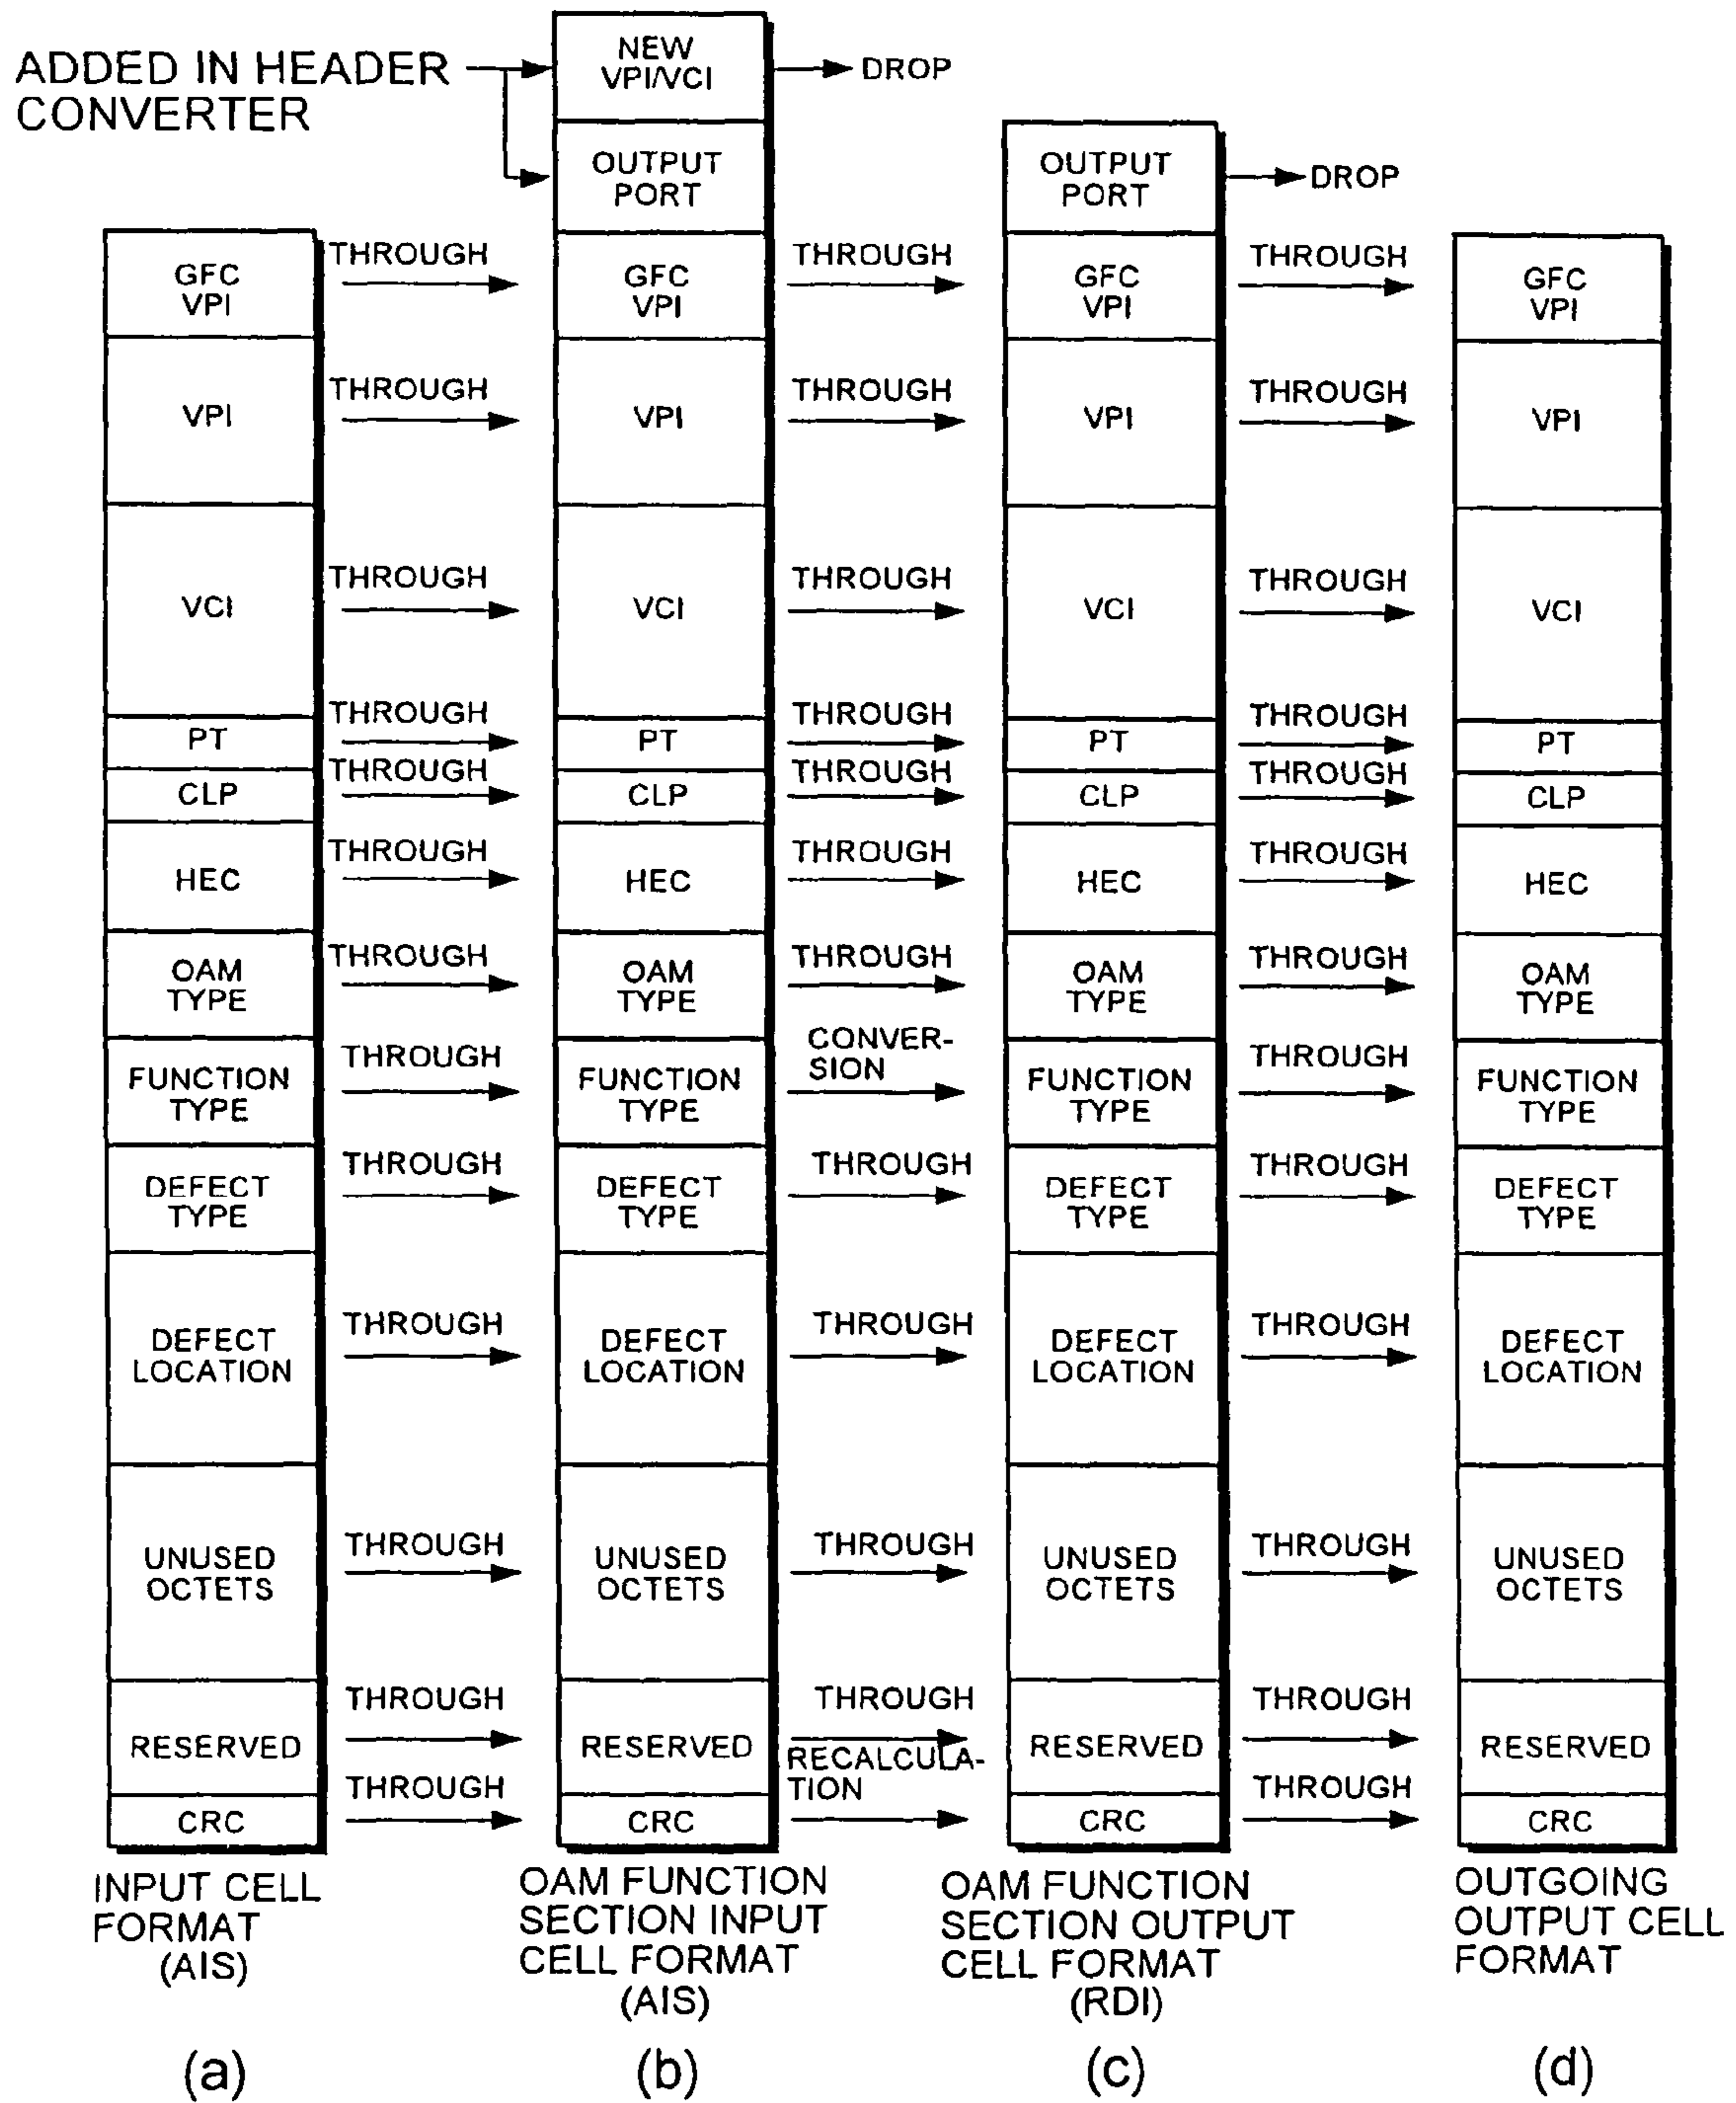 ADDED IN HEADER
CONVERTER
NEW
VPI/VCI
DROP
OUTPUT
PORT
OUTPUT
PORT
DROP
GFC
VPI
THROUGH
GFC
VPI
THROUGH
GFC
VPI
THROUGH
GFC
VPI
VPI
THROUGH
VPI
THROUGH
VPI
THROUGH
VPI
VCI
THROUGH
VCI
THROUGH
VCI
THROUGH
VCI
PT
THROUGH
PT
THROUGH
PT
THROUGH
PT
CLP
THROUGH
CLP
THROUGH
CLP
THROUGH
CLP
HEC
THROUGH
HEC
THROUGH
HEC
THROUGH
HEC
OAM
TYPE
THROUGH
OAM
TYPE
THROUGH
OAM
TYPE
THROUGH
OAM
TYPE
FUNCTION
TYPE
THROUGH
FUNCTION
TYPE
CONVER-
SION
FUNCTION
TYPE
THROUGH
FUNCTION
TYPE
DEFECT
TYPE
THROUGH
DEFECT
TYPE
THROUGH
DEFECT
TYPE
THROUGH
DEFECT
TYPE
DEFECT
LOCATION
THROUGH
DEFECT
LOCATION
THROUGH
DEFECT
LOCATION
THROUGH
DEFECT
LOCATION
UNUSED
OCTETS
THROUGH
UNUSED
OCTETS
THROUGH
UNUSED
OCTETS
THROUGH
UNUSED
OCTETS
RESERVED
THROUGH
RESERVED
THROUGH
RESERVED
THROUGH
RESERVED
CRC
THROUGH
CRC
RECALCULA-
TION
CRC
THROUGH
CRC
INPUT CELL
FORMAT
(AIS)
OAM FUNCTION
SECTION INPUT
CELL FORMAT
(AIS)
OAM FUNCTION
SECTION OUTPUT
CELL FORMAT
(RDI)
OUTGOING
OUTPUT CELL
FORMAT
(a)
(b)
(c)
(d)